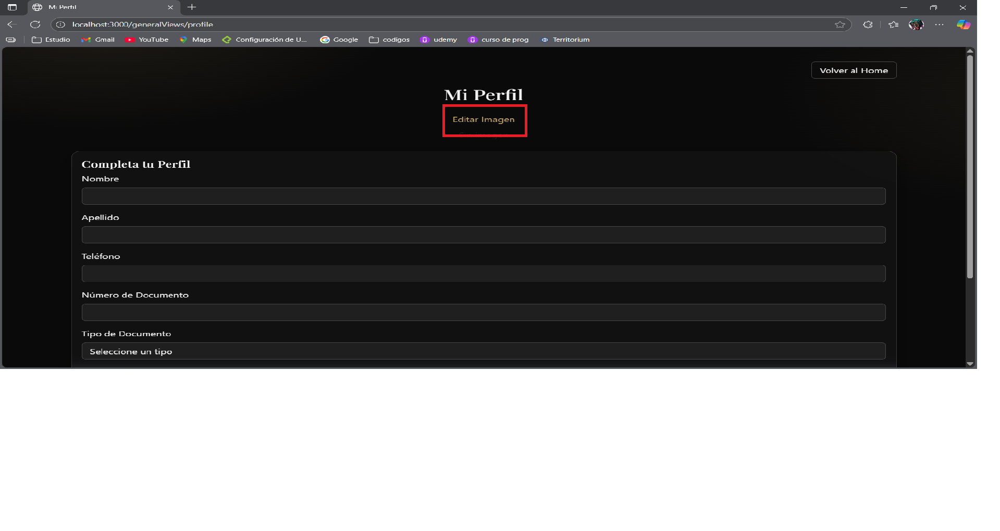 Mi Perfil
localhost:3000/generalViews/profile
Estudio
Gmail
YouTube
Maps
Configuración de U...
Google
codigos
udemy
curso de prog
Territorium
Volver al Home
Mi Perfil
Editar Imagen
Completa tu Perfil
Nombre
Apellido
Teléfono
Número de Documento
Tipo de Documento
Seleccione un tipo